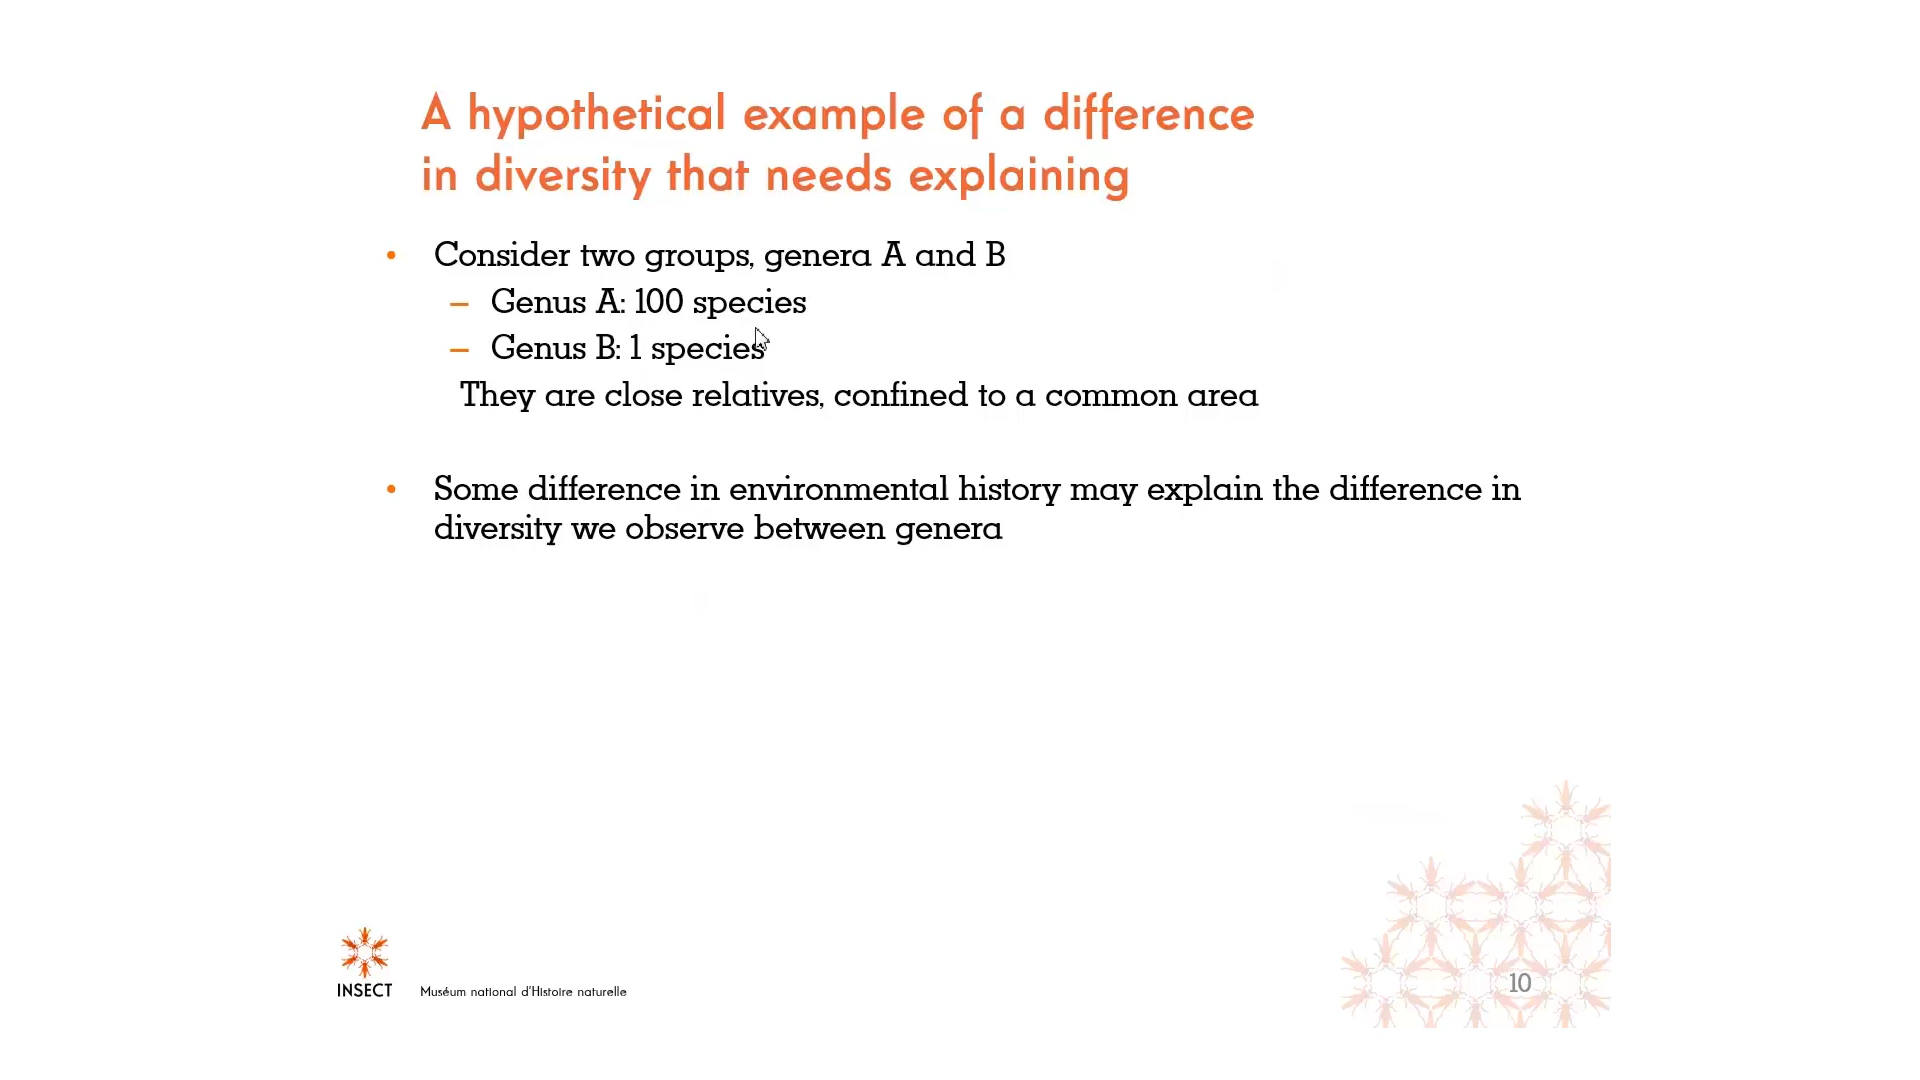 A hypothetical example of a difference
in diversity that needs explaining
• Consider two groups, genera A and B
– Genus A: 100 species
– Genus B: 1 species
They are close relatives, confined to a common area
• Some difference in environmental history may explain the difference in
diversity we observe between genera
INSECT
Muséum national d'Histoire naturelle
10